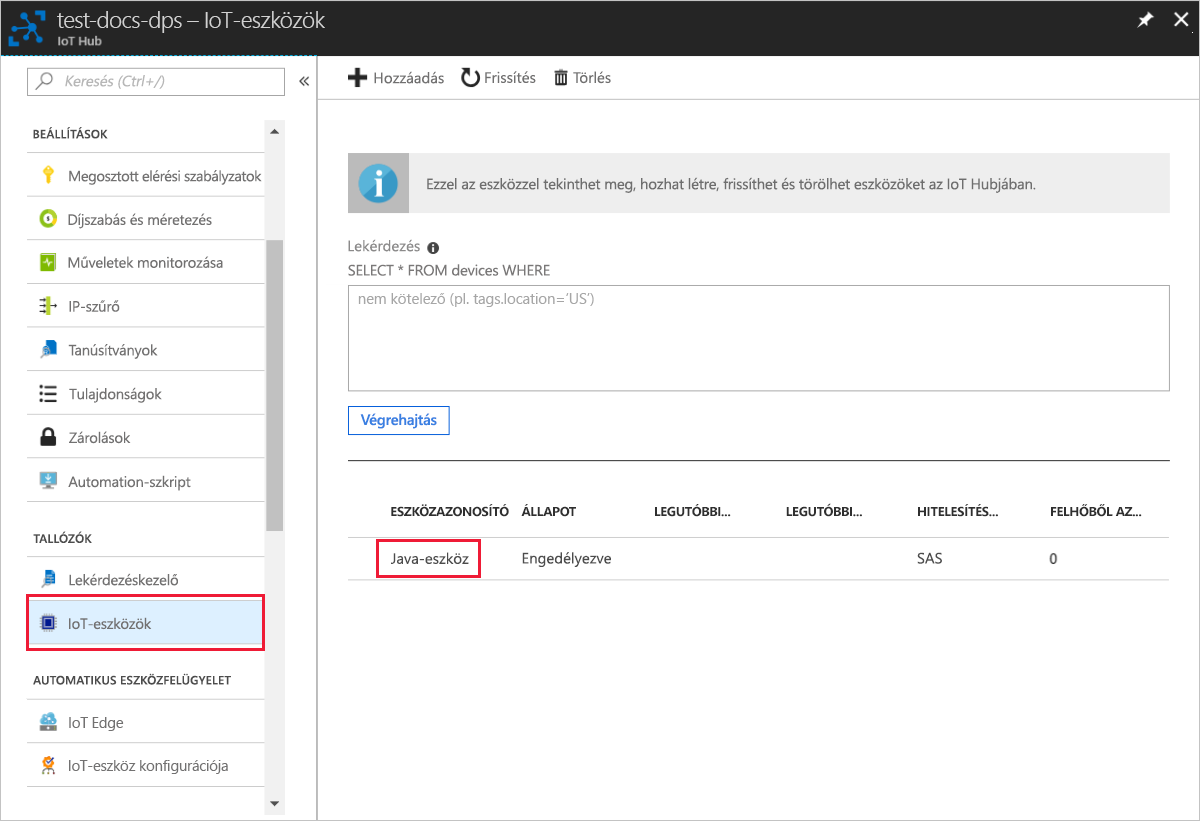 test-docs-dps – IoT-eszközök
IoT Hub
Keresés (Ctrl+/)
BEÁLLÍTÁSOK
Megosztott elérési szabályzatok
Díjszabás és méretezés
Műveletek monitorozása
IP-szűrő
Tanúsítványok
Tulajdonságok
Zárolások
Automation-szkript
TALLÓZÓK
Lekérdezéskezelő
IoT-eszközök
AUTOMATIKUS ESZKÖZFELÜGYELET
IoT Edge
IoT-eszköz konfigurációja
Hozzáadás Frissítés Törlés
Ezzel az eszközzel tekinthet meg, hozhat létre, frissíthet és törölhet eszközöket az IoT Hubjában.
Lekérdezés
SELECT * FROM devices WHERE
nem kötelező (pl. tags.location='US')
Végrehajtás
ESZKÖZAZONOSÍTÓ ÁLLAPOT LEGUTÓBBI... LEGUTÓBBI... HITELESÍTÉS... FELHŐBŐL AZ...
Java-eszköz Engedélyezve SAS 0